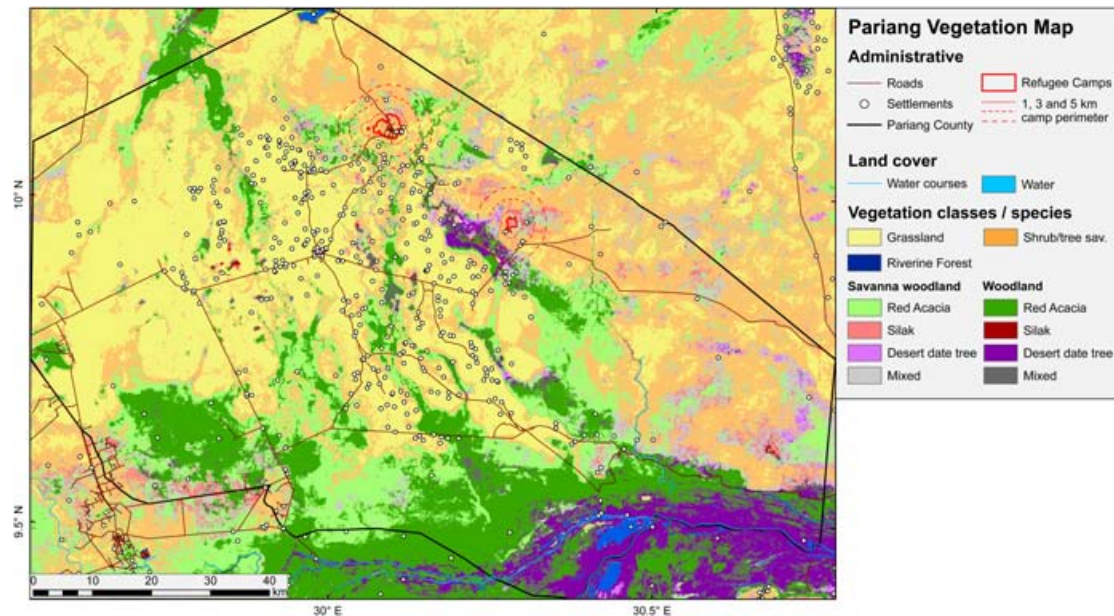 Pariang Vegetation Map
Administrative
Roads
Refugee Camps
Settlements
1, 3 and 5 km
camp perimeter
Pariang County
Land cover
Water courses
Water
Vegetation classes / species
Grassland
Shrub/tree sav.
Riverine Forest
Savanna woodland
Woodland
Red Acacia
Red Acacia
Silak
Silak
Desert date tree
Desert date tree
Mixed
Mixed
10° N
9.5° N
0 10 20 30 40
km
30° E
30.5° E